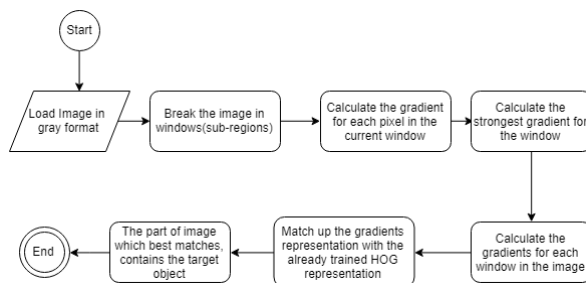 Start
Load Image in
gray format
Break the image in
windows(sub-regions)
Calculate the gradient
for each pixel in the
current window
Calculate the
strongest gradient for
the window
Calculate the
gradients for each
window in the image
Match up the gradients
representation with the
already trained HOG
representation
The part of image
which best matches,
contains the target
object
End